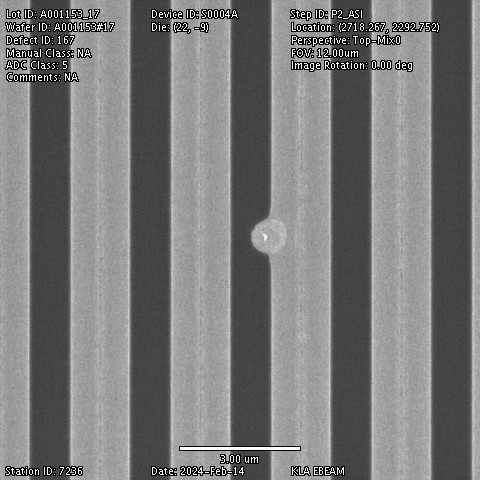 Lot ID: A001153_17
Wafer ID: A001153#17
Defect ID: 167
Manual Class: NA
ADC Class: 5
Comments: NA
Device ID: S0004A
Die: (22, -9)
Step ID: P2_ASI
Location: (2718.267, 2292.752)
Perspective: Top-Mix0
FOV: 12.00um
Image Rotation: 0.00 deg
3.00 um
Station ID: 7236
Date: 2024-Feb-14
KLA EBEAM